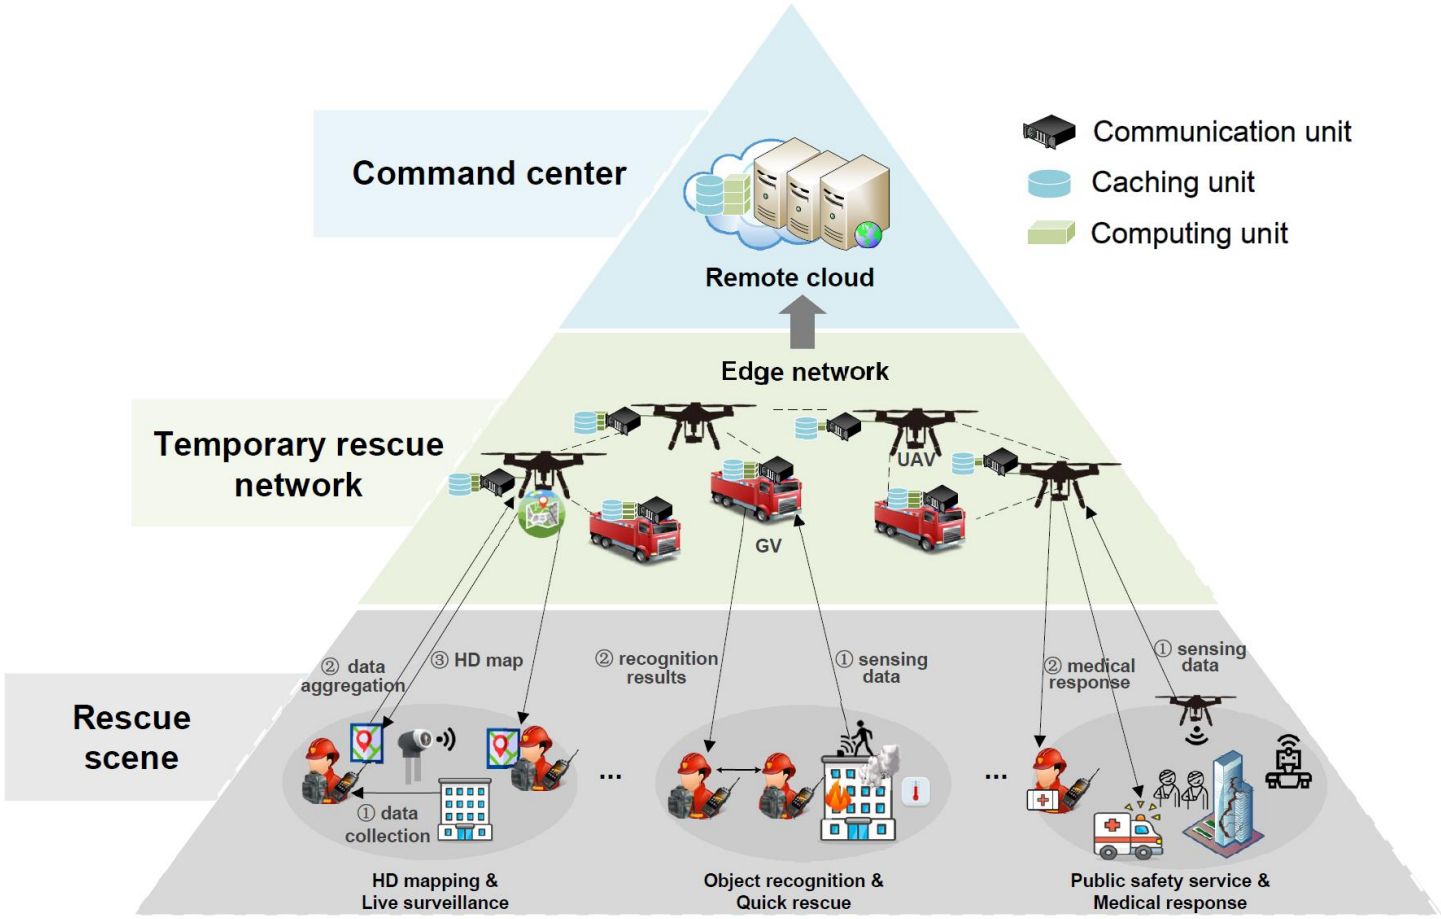 Command center
Communication unit
Caching unit
Computing unit
Remote cloud
Edge network
Temporary rescue
network
UAV
GV
Rescue
scene
② data
aggregation
③ HD map
② recognition
results
① sensing
data
② medical
response
① sensing
data
① data
collection
...
...
HD mapping &
Live surveillance
Object recognition &
Quick rescue
Public safety service &
Medical response